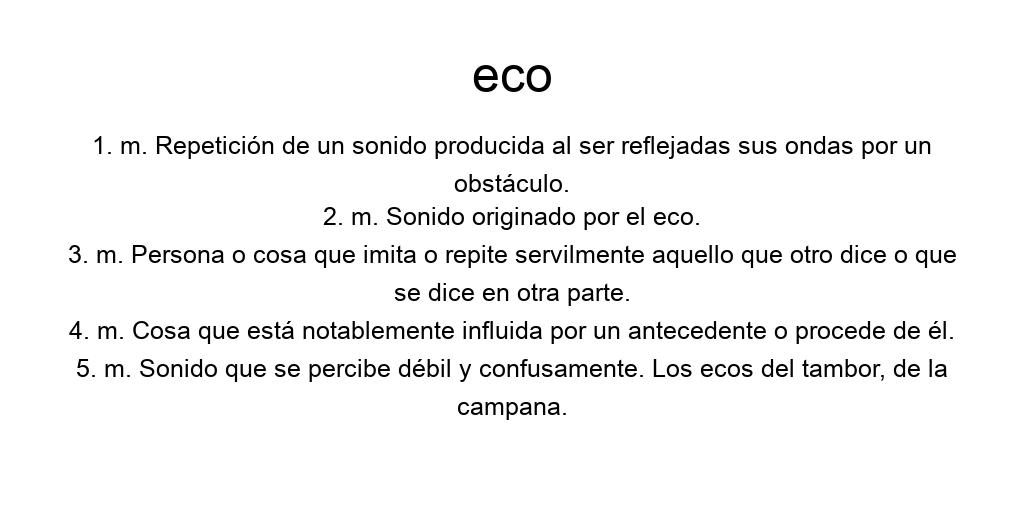 eco
1. m. Repetición de un sonido producida al ser reflejadas sus ondas por un
obstáculo.
2. m. Sonido originado por el eco.
3. m. Persona o cosa que imita o repite servilmente aquello que otro dice o que
se dice en otra parte.
4. m. Cosa que está notablemente influida por un antecedente o procede de él.
5. m. Sonido que se percibe débil y confusamente. Los ecos del tambor, de la
campana.